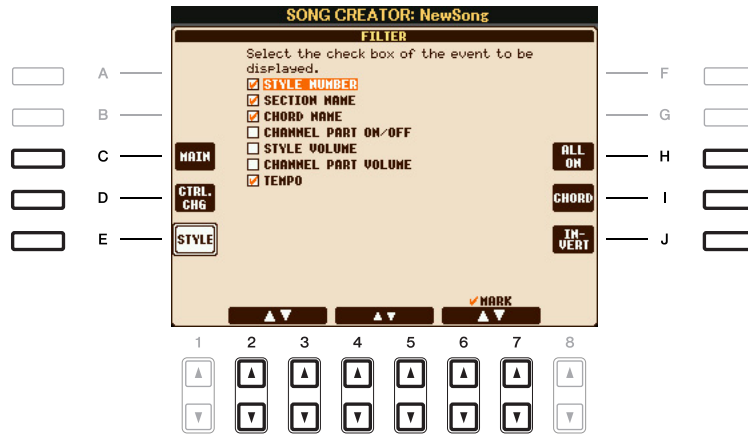 SONG CREATOR: NewSong
FILTER
Select the check box of the event to be
displayed.
STYLE NUMBER
SECTION NAME
CHORD NAME
CHANNEL PART ON/OFF
STYLE VOLUME
CHANNEL PART VOLUME
TEMPO
A
B
C
D
E
MAIN
CTRL.
CHG
STYLE
ALL
ON
CHORD
IN-
VERT
F
G
H
I
J
MARK
1 2 3 4 5 6 7 8